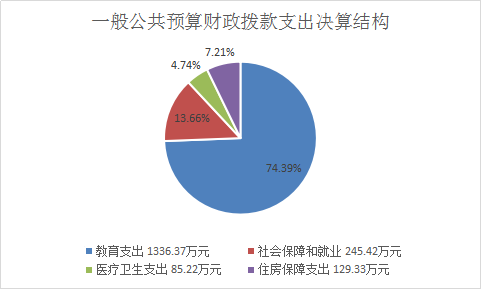 一般公共预算财政拨款支出决算结构
7.21%
4.74%
13.66%
74.39%
教育支出 1336.37万元 社会保障和就业 245.42万元
医疗卫生支出 85.22万元 住房保障支出 129.33万元